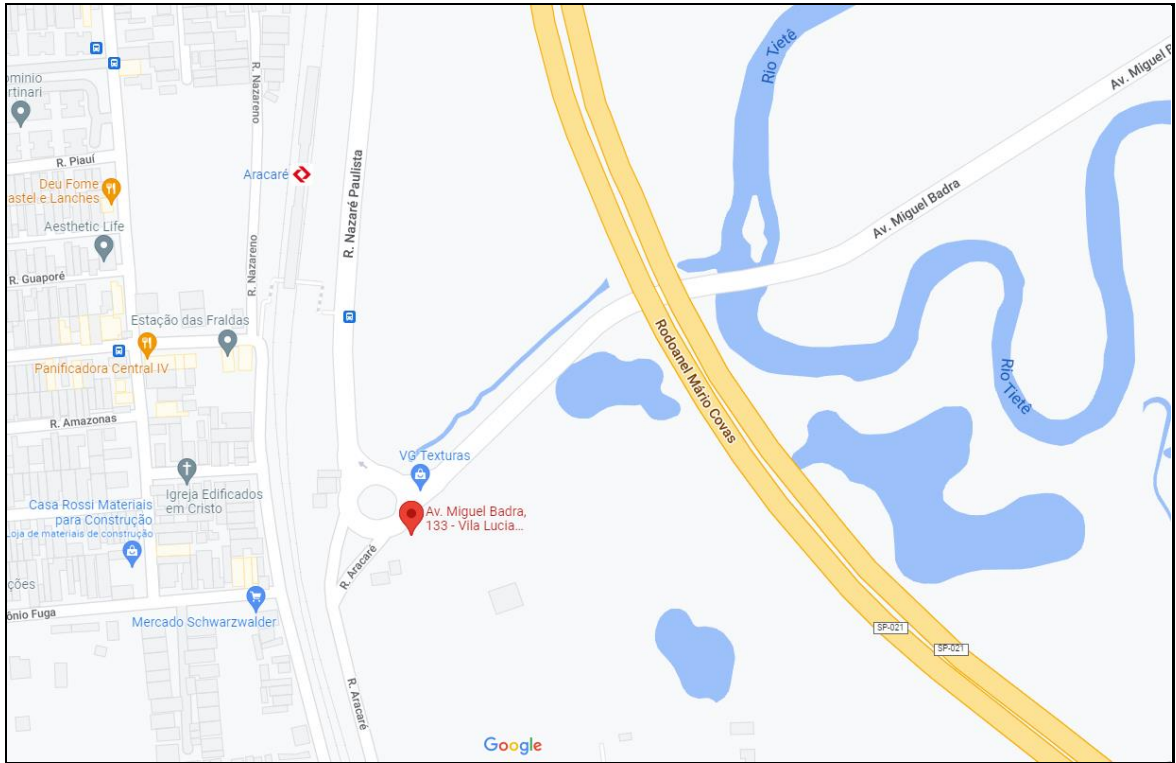 Rio Tietê
Av. Miguel B
ominio
rtinari
R. Nazareno
R. Piauí
Aracaré
R. Nazaré Paulista
Deu Fome
astel e Lanches
Av. Miguel Badra
Aesthetic Life
R. Nazareno
R. Guaporé
Estação das Fraldas
Panificadora Central IV
Rodoanel Mário Covas
Rio Tietê
R. Amazonas
VG Texturas
Igreja Edificados
em Cristo
Casa Rossi Materiais
para Construção
Loja de materiais de construção
Av. Miguel Badra,
133 - Vila Lucia...
R. Aracaré
ções
ônio Fuga
Mercado Schwarzwalder
SP-021
SP-021
R. Aracaré
Google